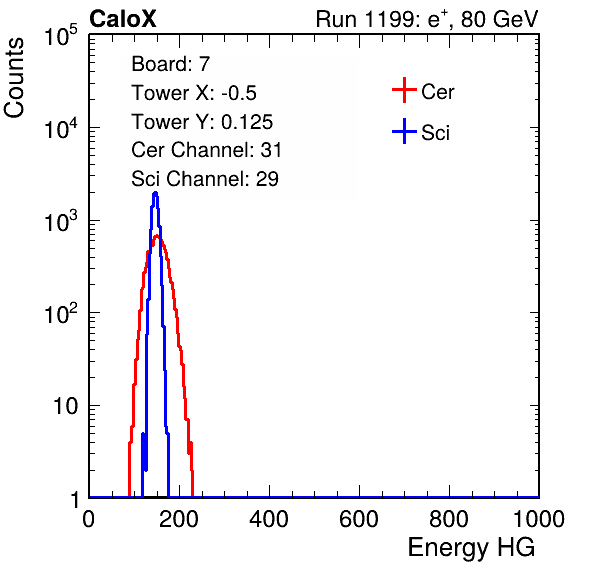 CaloX
Run 1199: e⁺, 80 GeV
Board: 7
Tower X: -0.5
Tower Y: 0.125
Cer Channel: 31
Sci Channel: 29
Cer
Sci
Counts
10⁵
10⁴
10³
10²
10
1
0 200 400 600 800 1000
Energy HG